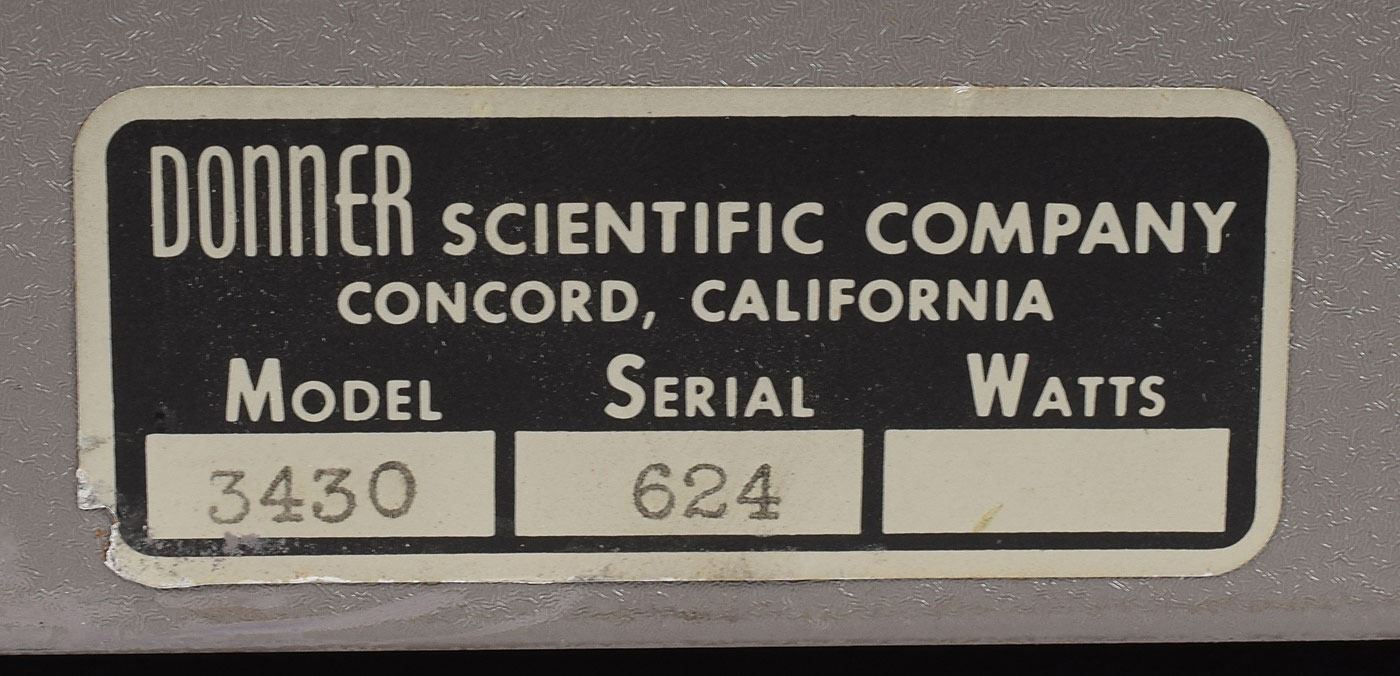 DONNER SCIENTIFIC COMPANY
CONCORD, CALIFORNIA
MODEL SERIAL WATTS
3430 624